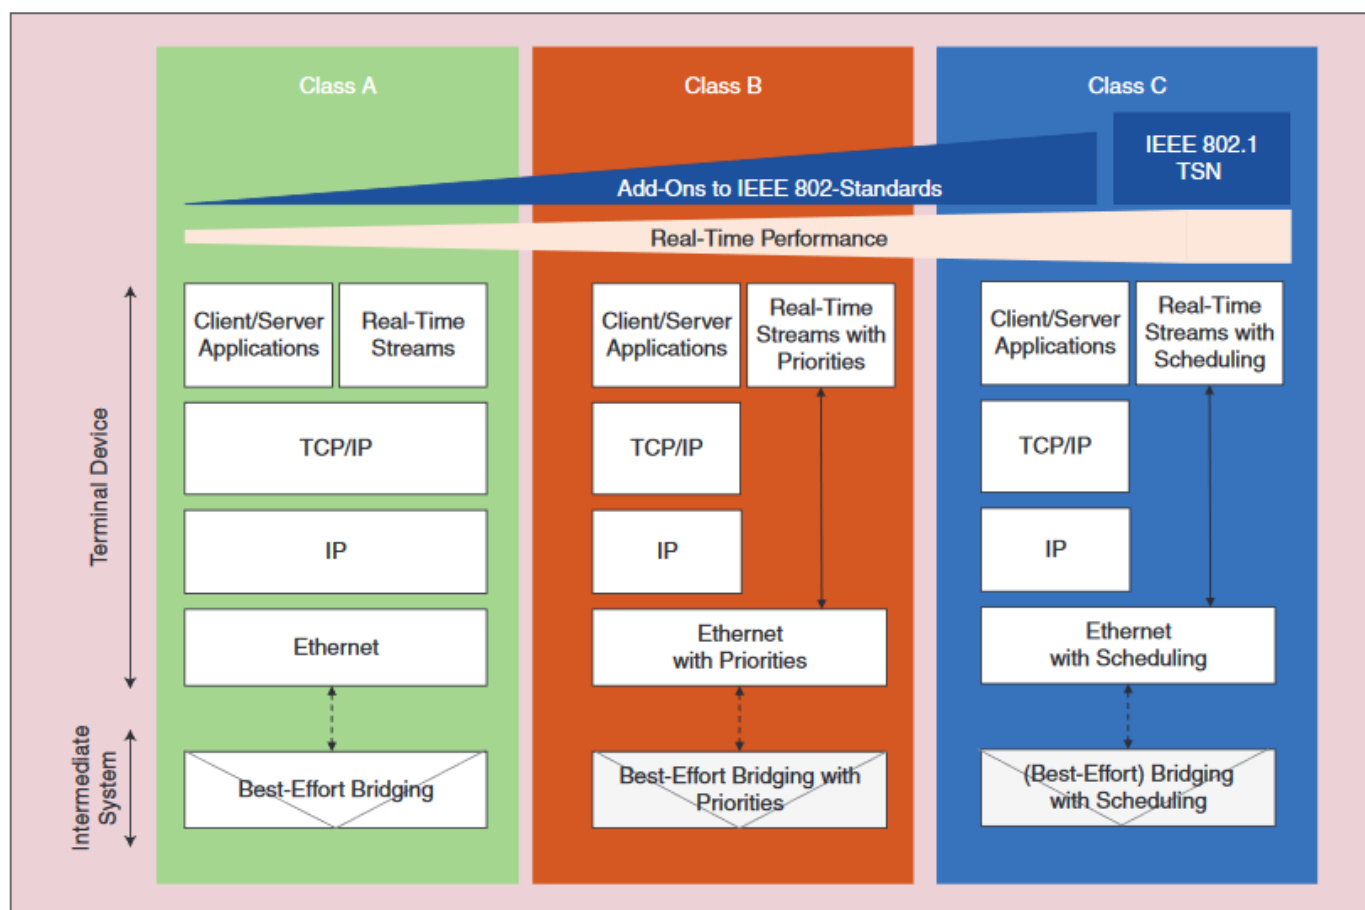 Class A
Class B
Class C
IEEE 802.1
TSN
Add-Ons to IEEE 802-Standards
Real-Time Performance
Terminal Device
Client/Server
Applications
Real-Time
Streams
TCP/IP
IP
Ethernet
Client/Server
Applications
Real-Time
Streams with
Priorities
TCP/IP
IP
Ethernet
with Priorities
Client/Server
Applications
Real-Time
Streams with
Scheduling
TCP/IP
IP
Ethernet
with Scheduling
Intermediate
System
Best-Effort Bridging
Best-Effort Bridging with
Priorities
(Best-Effort) Bridging
with Scheduling